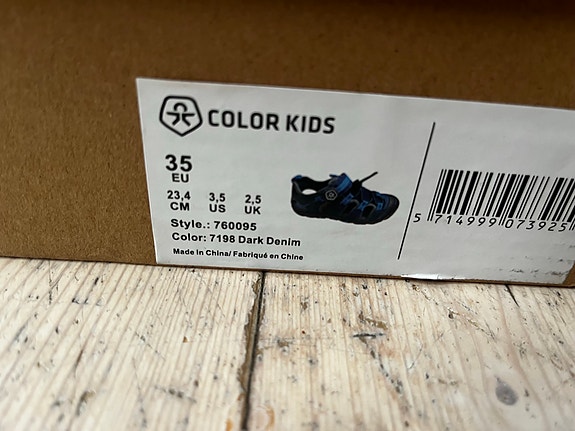 COLOR KIDS
35
EU
23,4 3,5 2,5
CM US UK
Style.: 760095
Color: 7198 Dark Denim
Made in China/ Fabriqué en Chine
5 714999 073925